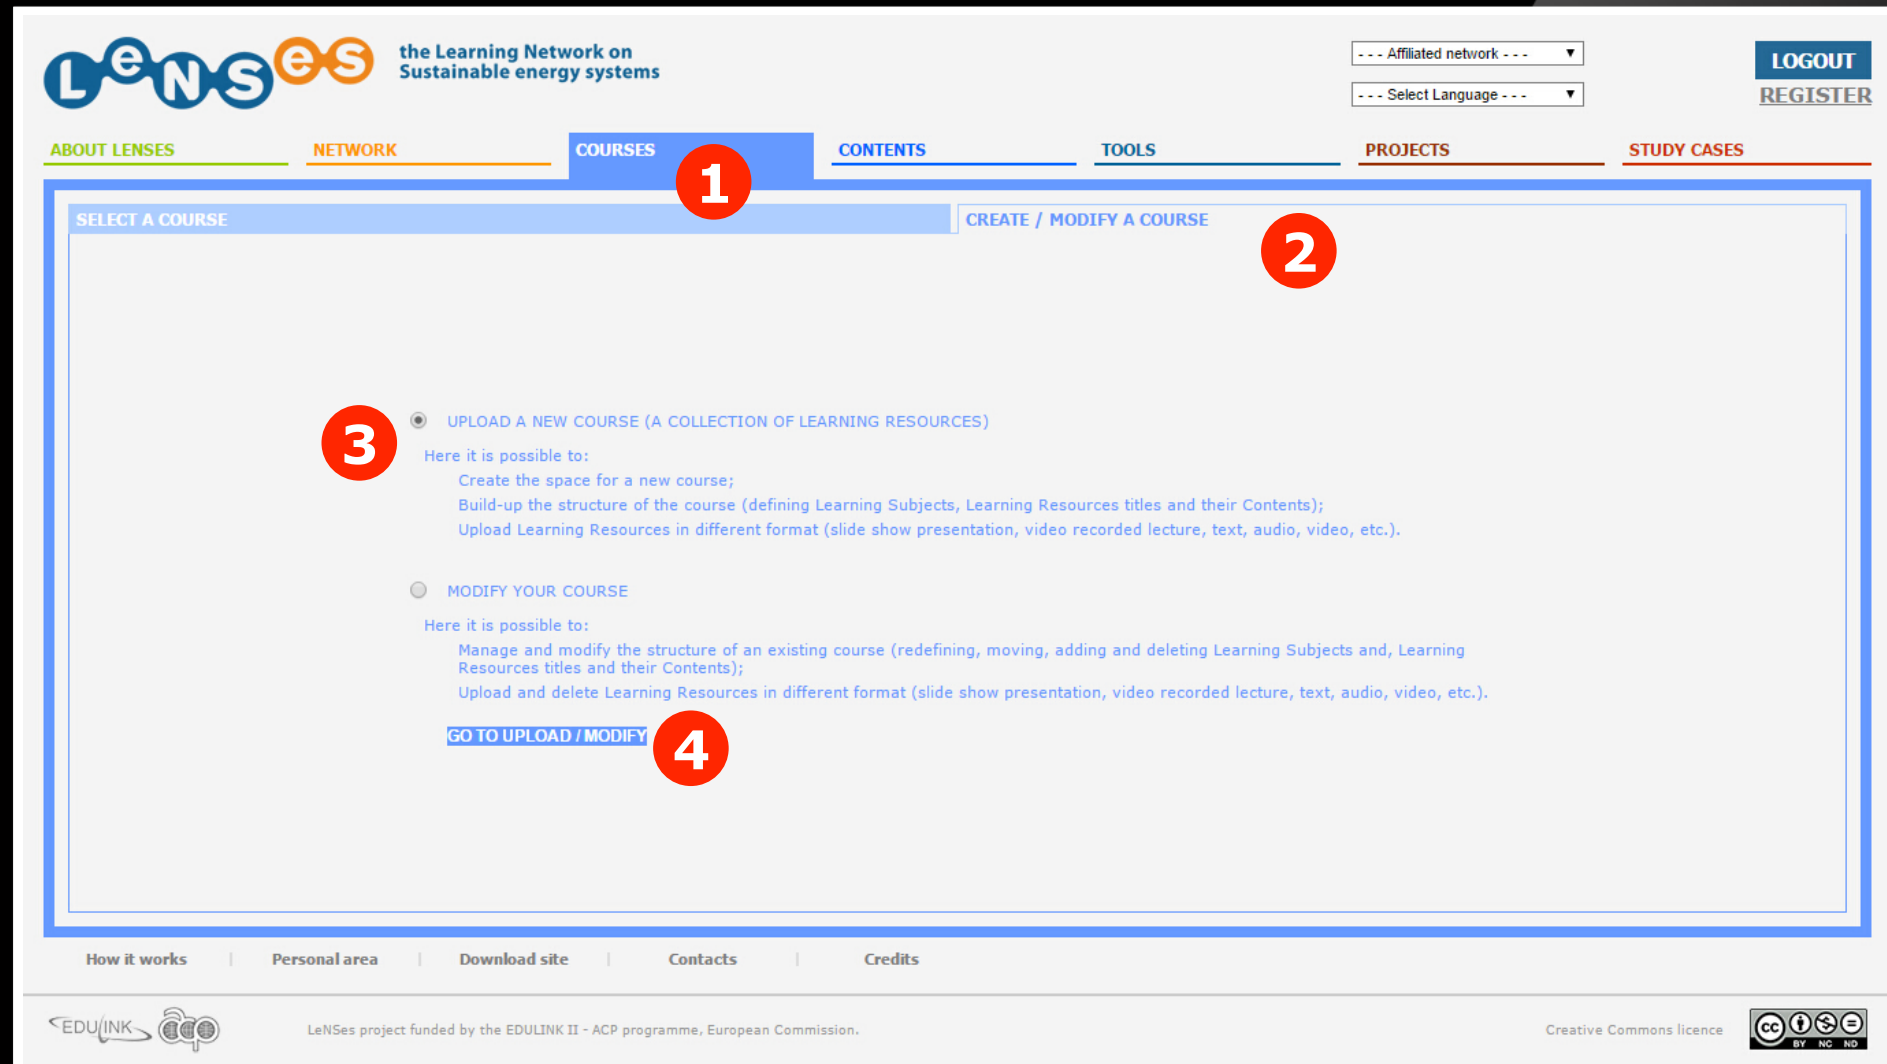 LeNSes
the Learning Network on
Sustainable energy systems
- - - Affiliated network - - -
- - - Select Language - - -
LOGOUT
REGISTER
ABOUT LENSES
NETWORK
COURSES
CONTENTS
TOOLS
PROJECTS
STUDY CASES
1
SELECT A COURSE
CREATE / MODIFY A COURSE
2
3
UPLOAD A NEW COURSE (A COLLECTION OF LEARNING RESOURCES)
Here it is possible to:
Create the space for a new course;
Build-up the structure of the course (defining Learning Subjects, Learning Resources titles and their Contents);
Upload Learning Resources in different format (slide show presentation, video recorded lecture, text, audio, video, etc.).
MODIFY YOUR COURSE
Here it is possible to:
Manage and modify the structure of an existing course (redefining, moving, adding and deleting Learning Subjects and, Learning
Resources titles and their Contents);
Upload and delete Learning Resources in different format (slide show presentation, video recorded lecture, text, audio, video, etc.).
GO TO UPLOAD / MODIFY
4
How it works
Personal area
Download site
Contacts
Credits
EDULINK
acp
LeNSes project funded by the EDULINK II - ACP programme, European Commission.
Creative Commons licence
cc
BY NC ND